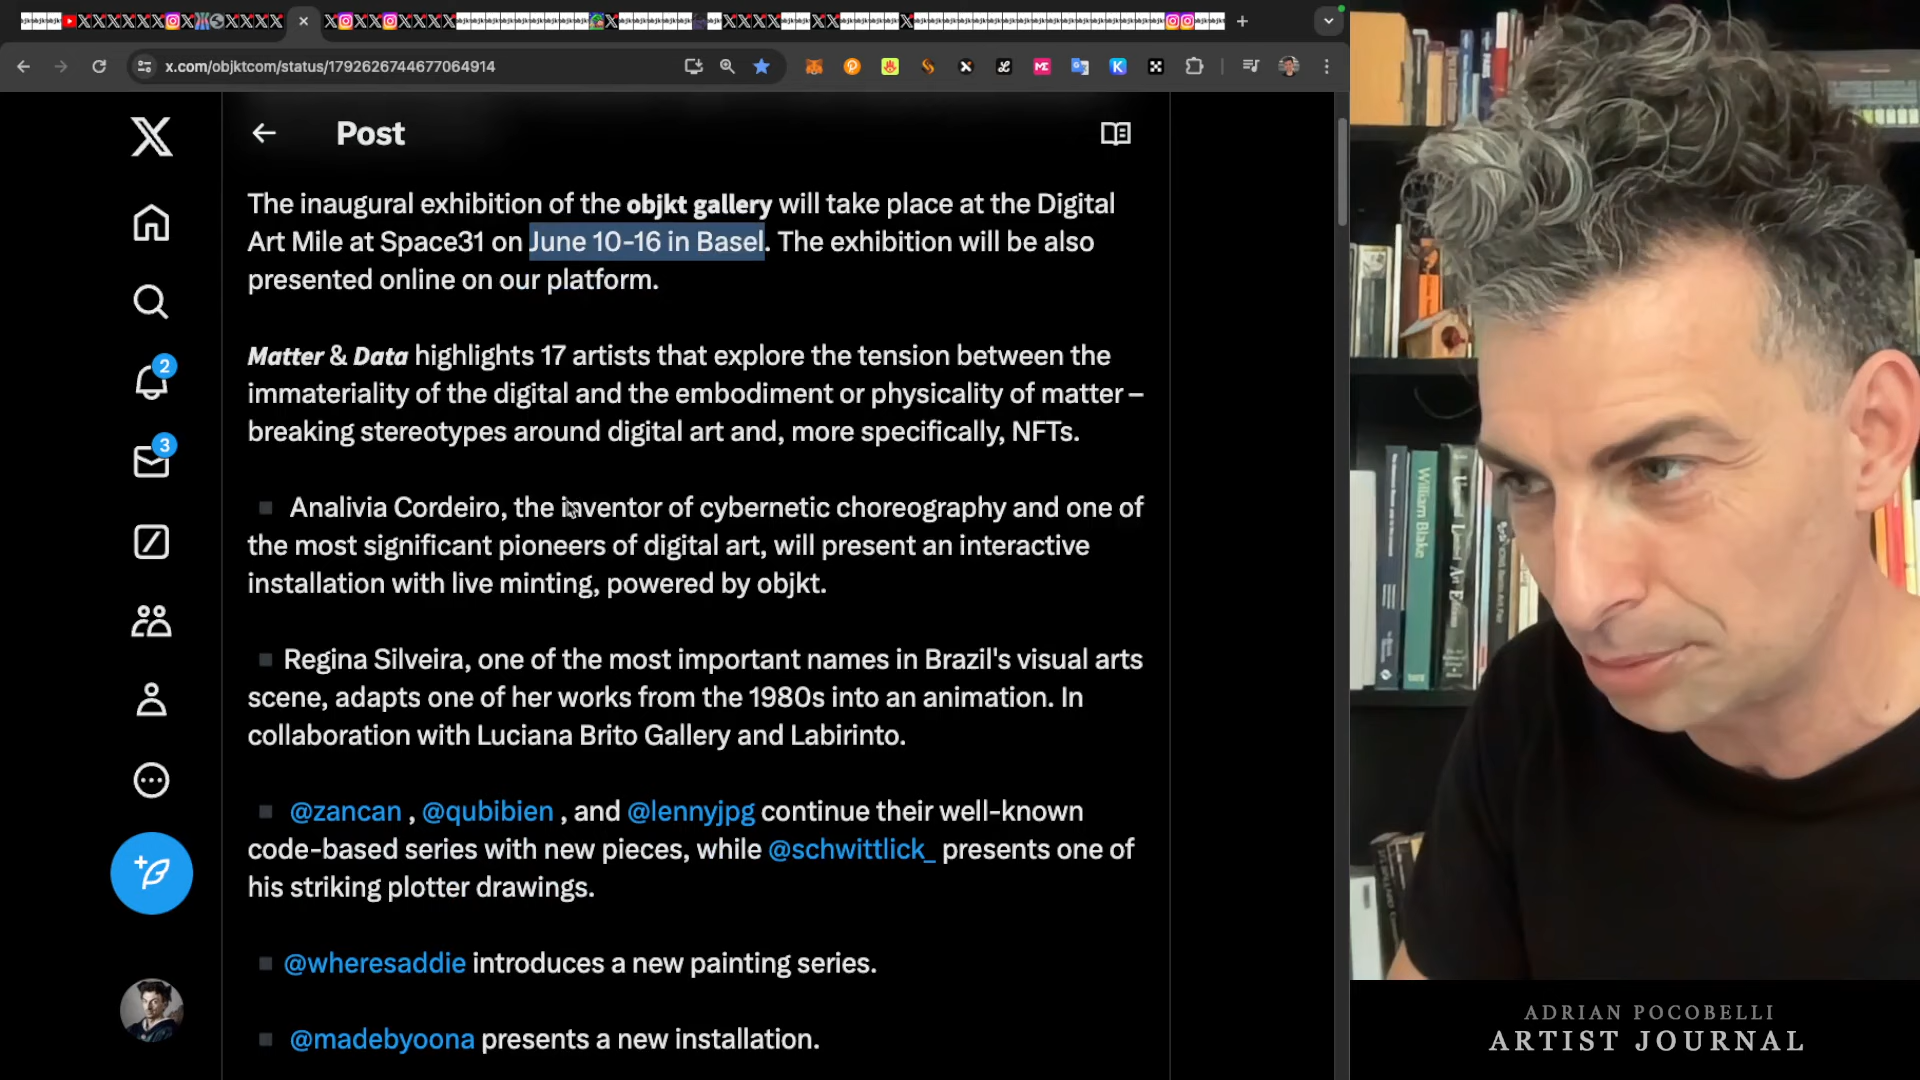 x.com/objktcom/status/1792626744677064914
Post
The inaugural exhibition of the objkt gallery will take place at the Digital
Art Mile at Space31 on June 10-16 in Basel. The exhibition will be also
presented online on our platform.
Matter & Data highlights 17 artists that explore the tension between the
immateriality of the digital and the embodiment or physicality of matter –
breaking stereotypes around digital art and, more specifically, NFTs.
Analivia Cordeiro, the inventor of cybernetic choreography and one of
the most significant pioneers of digital art, will present an interactive
installation with live minting, powered by objkt.
Regina Silveira, one of the most important names in Brazil's visual arts
scene, adapts one of her works from the 1980s into an animation. In
collaboration with Luciana Brito Gallery and Labirinto.
@zancan , @qubibien , and @lennyjpg continue their well-known
code-based series with new pieces, while @schwittlick_ presents one of
his striking plotter drawings.
@wheresaddie introduces a new painting series.
@madebyoona presents a new installation.
2
3
William Blake
ADRIAN POCOBELLI
ARTIST JOURNAL